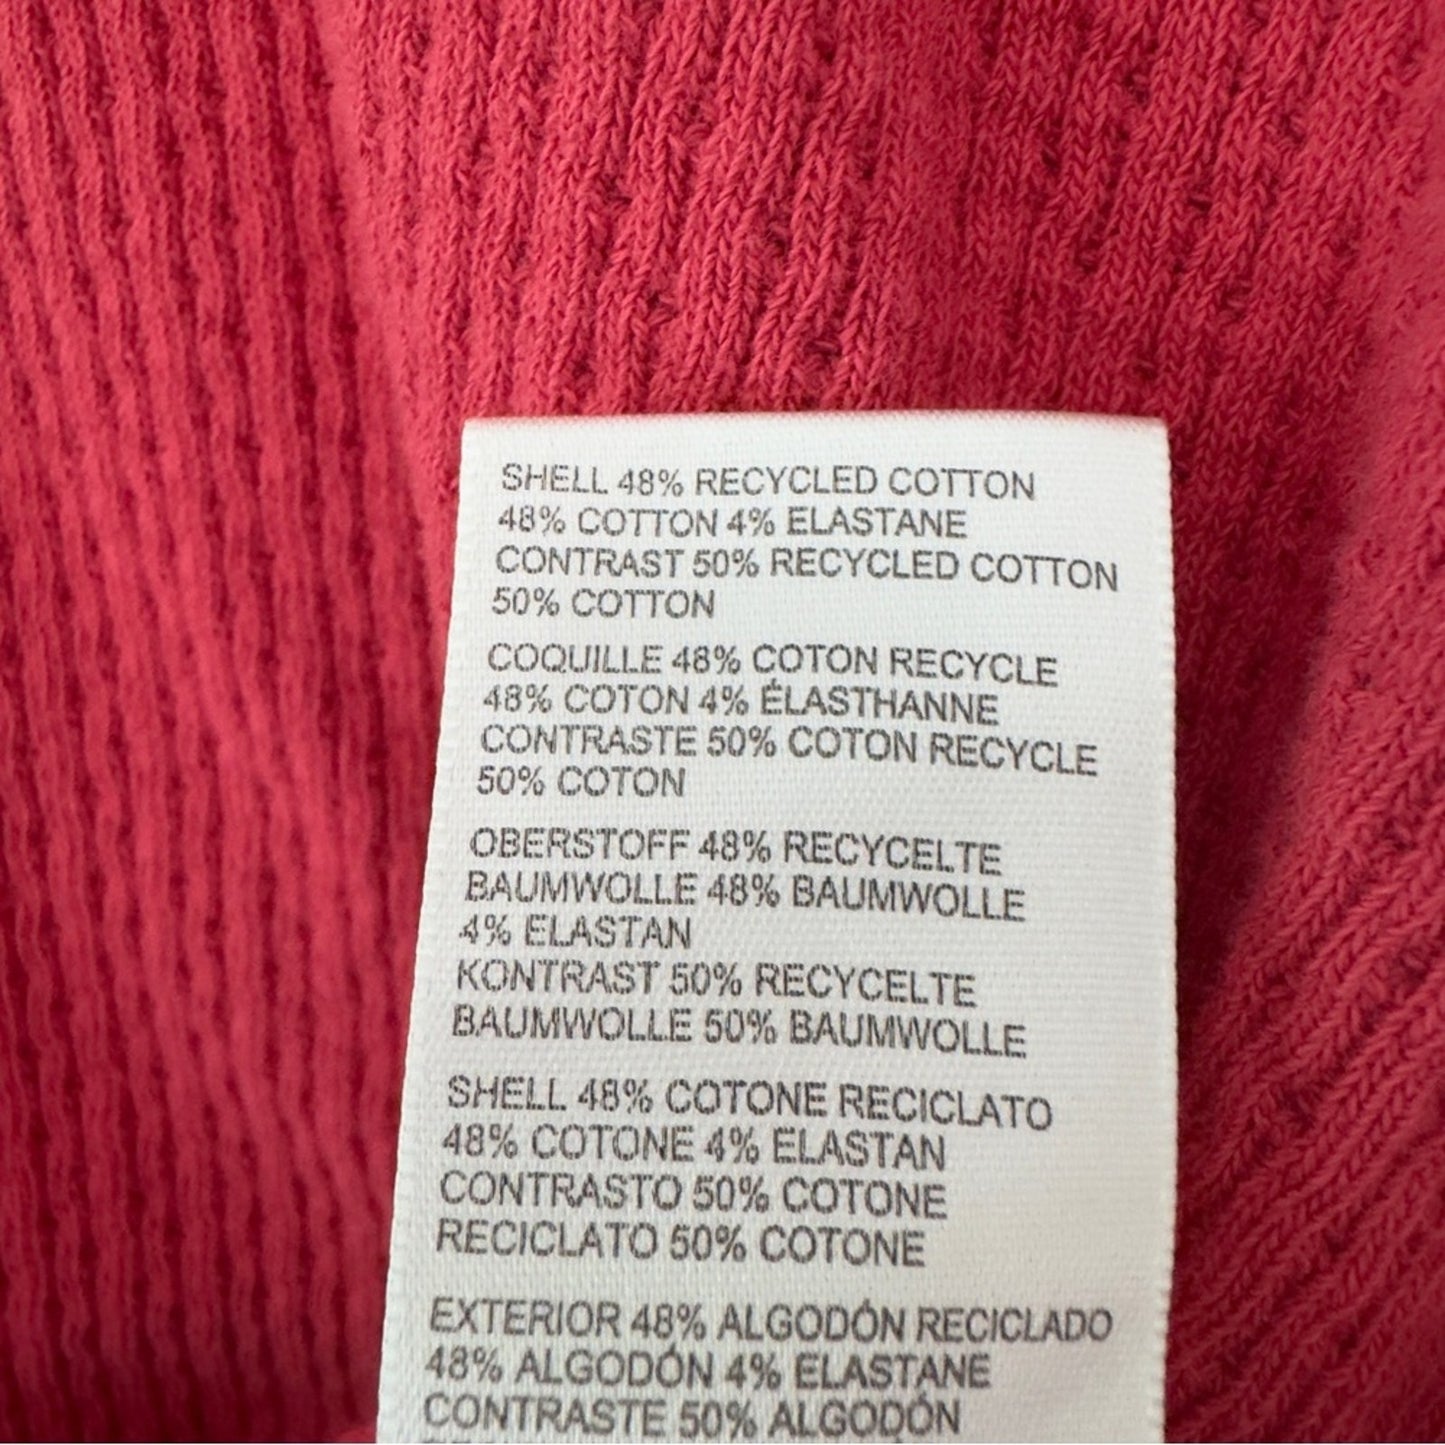 SHELL 48% RECYCLED COTTON
48% COTTON 4% ELASTANE
CONTRAST 50% RECYCLED COTTON
50% COTTON
COQUILLE 48% COTON RECYCLE
48% COTON 4% ÉLASTHANNE
CONTRASTE 50% COTON RECYCLE
50% COTON
OBERSTOFF 48% RECYCELTE
BAUMWOLLE 48% BAUMWOLLE
4% ELASTAN
KONTRAST 50% RECYCELTE
BAUMWOLLE 50% BAUMWOLLE
SHELL 48% COTONE RECICLATO
48% COTONE 4% ELASTAN
CONTRASTO 50% COTONE
RECICLATO 50% COTONE
EXTERIOR 48% ALGODÓN RECICLADO
48% ALGODÓN 4% ELASTANE
CONTRASTE 50% ALGODÓN